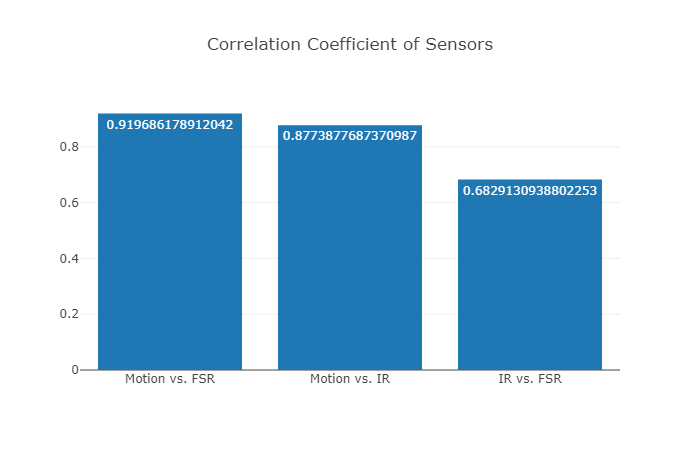 Correlation Coefficient of Sensors
0.919686178912042
0.8773877687370987
0.6829130938802253
0.8
0.6
0.4
0.2
0
Motion vs. FSR
Motion vs. IR
IR vs. FSR